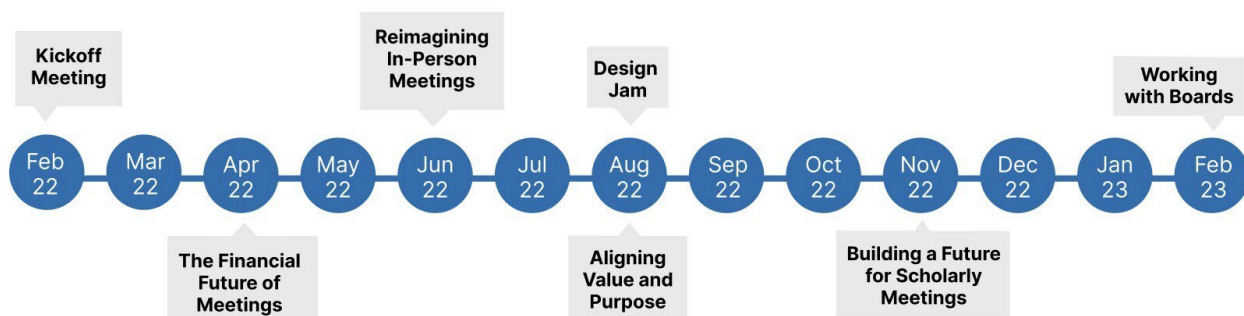 Kickoff
Meeting
Reimagining
In-Person
Meetings
Design
Jam
Working
with Boards
Feb
22
Mar
22
Apr
22
May
22
Jun
22
Jul
22
Aug
22
Sep
22
Oct
22
Nov
22
Dec
22
Jan
23
Feb
23
The Financial
Future of
Meetings
Aligning
Value and
Purpose
Building a Future
for Scholarly
Meetings